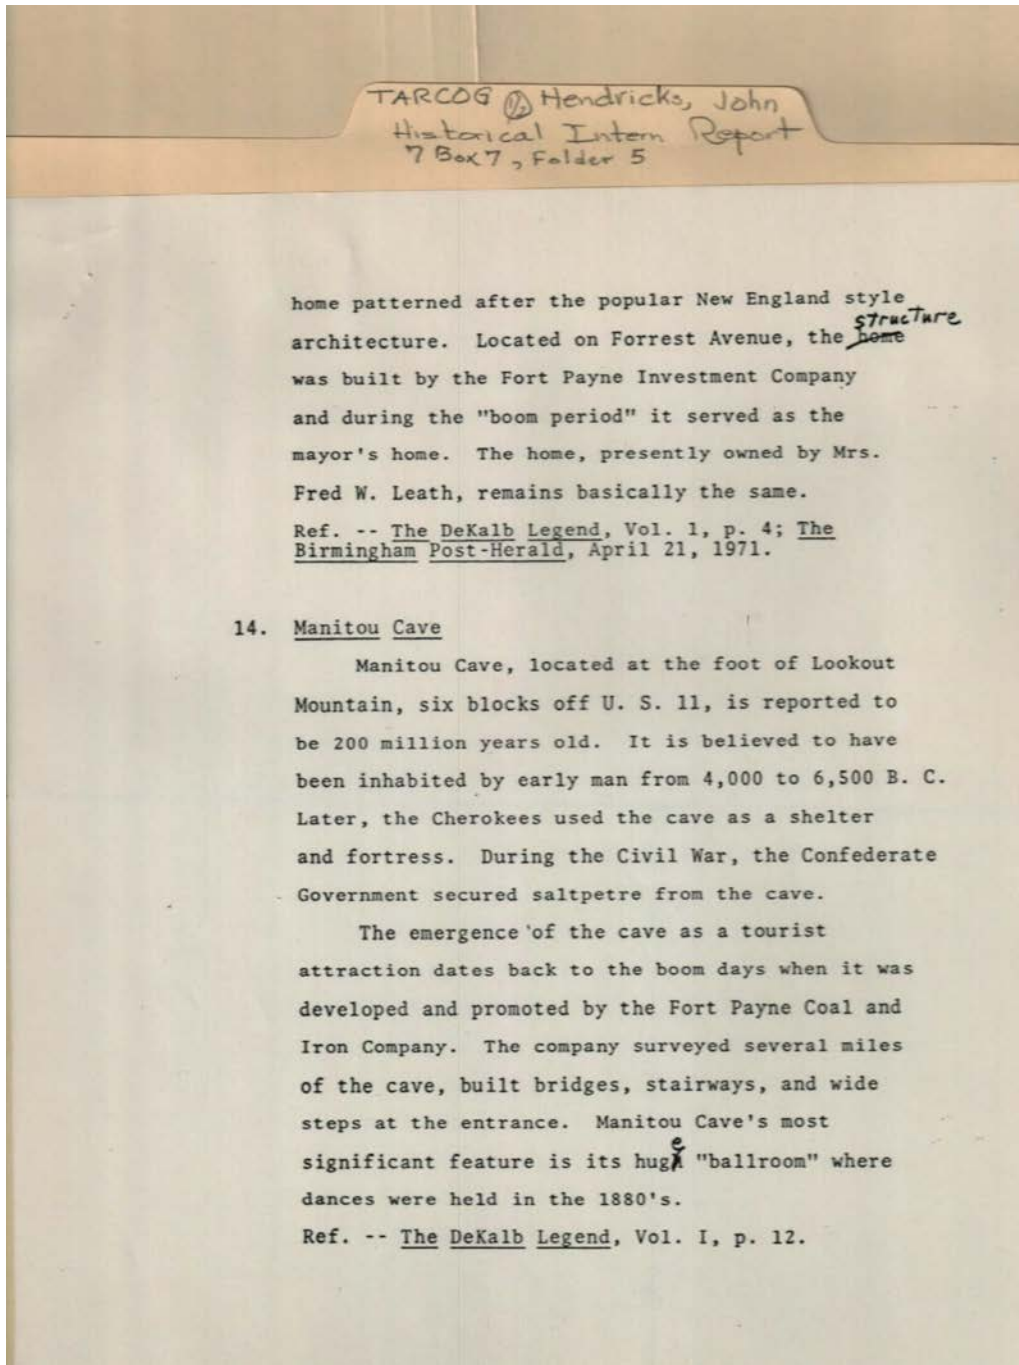 TARCOG 1/2 Hendricks, John
Historical Intern Report
7 Box 7, Folder 5
home patterned after the popular New England style
structure
architecture. Located on Forrest Avenue, the home
was built by the Fort Payne Investment Company
and during the "boom period" it served as the
mayor's home. The home, presently owned by Mrs.
Fred W. Leath, remains basically the same.
Ref. -- The DeKalb Legend, Vol. 1, p. 4; The
Birmingham Post-Herald, April 21, 1971.
14. Manitou Cave
Manitou Cave, located at the foot of Lookout
Mountain, six blocks off U. S. 11, is reported to
be 200 million years old. It is believed to have
been inhabited by early man from 4,000 to 6,500 B. C.
Later, the Cherokees used the cave as a shelter
and fortress. During the Civil War, the Confederate
Government secured saltpetre from the cave.
The emergence of the cave as a tourist
attraction dates back to the boom days when it was
developed and promoted by the Fort Payne Coal and
Iron Company. The company surveyed several miles
of the cave, built bridges, stairways, and wide
steps at the entrance. Manitou Cave's most
significant feature is its huge "ballroom" where
dances were held in the 1880's.
Ref. -- The DeKalb Legend, Vol. I, p. 12.